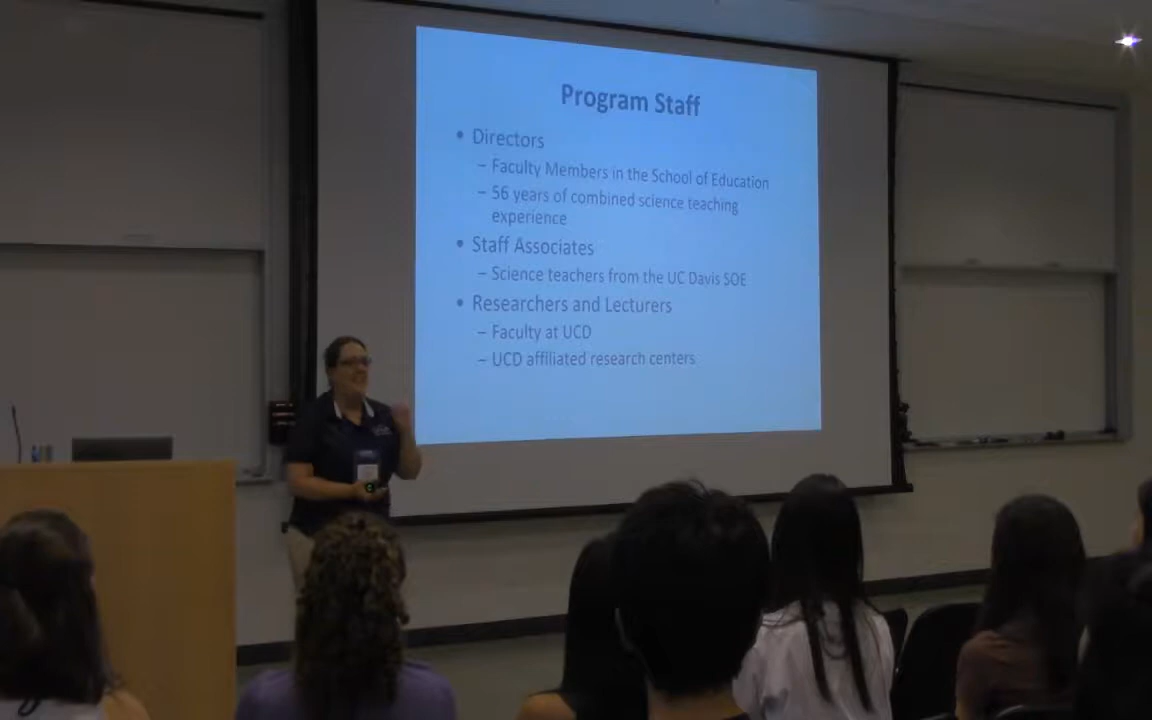 Program Staff
• Directors
– Faculty Members in the School of Education
– 56 years of combined science teaching
experience
• Staff Associates
– Science teachers from the UC Davis SOE
• Researchers and Lecturers
– Faculty at UCD
– UCD affiliated research centers